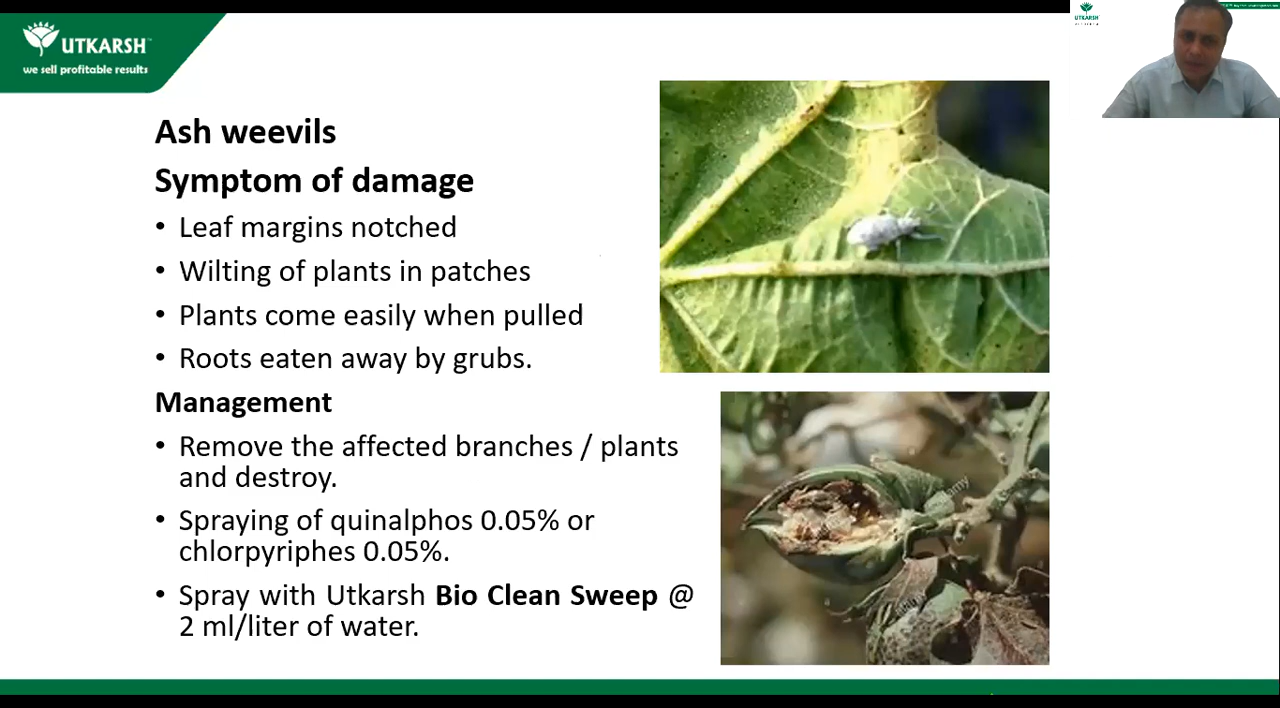 UTKARSH™
we sell profitable results
Ash weevils
Symptom of damage
• Leaf margins notched
• Wilting of plants in patches
• Plants come easily when pulled
• Roots eaten away by grubs.
Management
• Remove the affected branches / plants
and destroy.
• Spraying of quinalphos 0.05% or
chlorpyriphes 0.05%.
• Spray with Utkarsh Bio Clean Sweep @
2 ml/liter of water.
alamy
UTKARSH